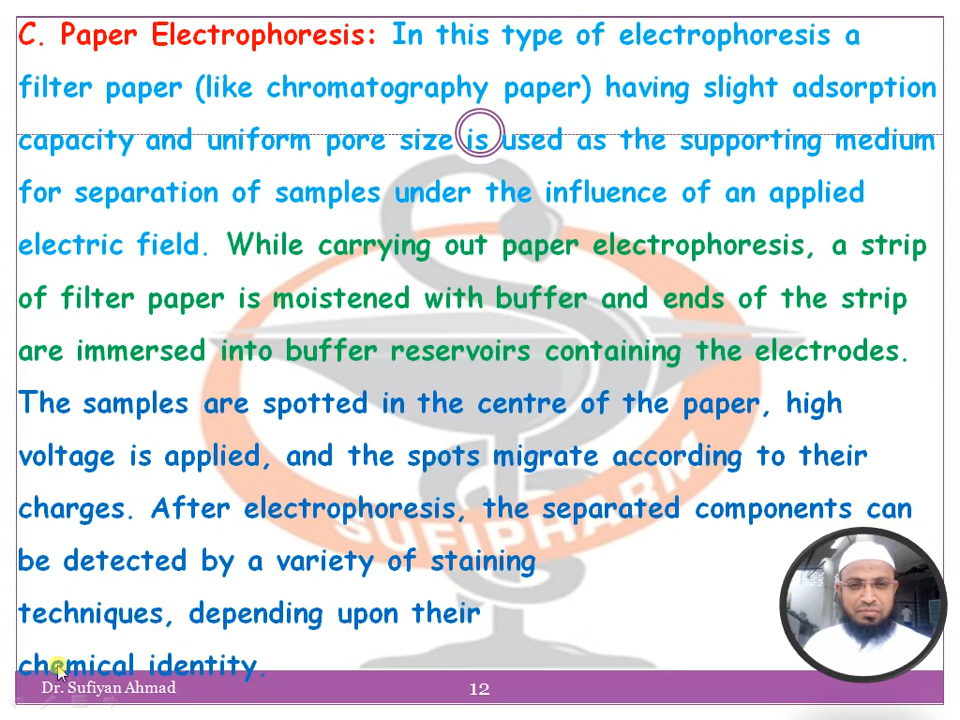 C. Paper Electrophoresis: In this type of electrophoresis a
filter paper (like chromatography paper) having slight adsorption
capacity and uniform pore size is used as the supporting medium
for separation of samples under the influence of an applied
electric field. While carrying out paper electrophoresis, a strip
of filter paper is moistened with buffer and ends of the strip
are immersed into buffer reservoirs containing the electrodes.
The samples are spotted in the centre of the paper, high
voltage is applied, and the spots migrate according to their
charges. After electrophoresis, the separated components can
be detected by a variety of staining
techniques, depending upon their
chemical identity.
SUFIPHARMA
Dr. Sufiyan Ahmad
12